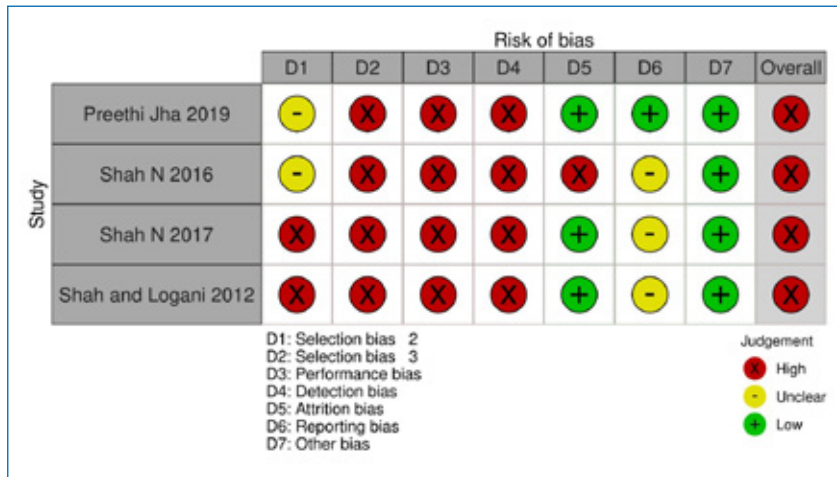 Risk of bias
D1 D2 D3 D4 D5 D6 D7 Overall
Study
Preethi Jha 2019 - X X X + + + X
Shah N 2016 - X X X X - + X
Shah N 2017 X X X X + - + X
Shah and Logani 2012 X X X X + - + X
D1: Selection bias 2
D2: Selection bias 3
D3: Performance bias
D4: Detection bias
D5: Attrition bias
D6: Reporting bias
D7: Other bias
Judgement
X High
- Unclear
+ Low